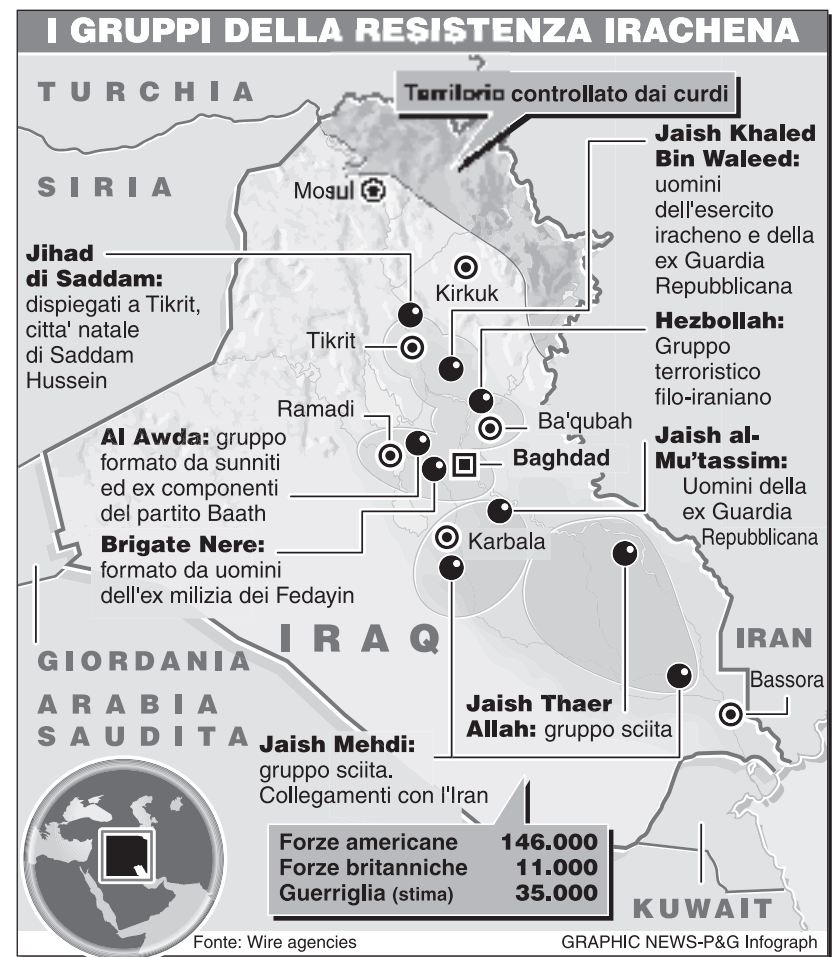 I GRUPPI DELLA RESISTENZA IRACHENA
TURCHIA
Territorio controllato dai curdi
SIRIA
Mosul
Jaish Khaled
Bin Waleed:
uomini
dell'esercito
iracheno e della
ex Guardia
Repubblicana
Jihad
di Saddam:
dispiegati a Tikrit,
citta' natale
di Saddam
Hussein
Kirkuk
Tikrit
Hezbollah:
Gruppo
terroristico
filo-iraniano
Ramadi
Ba'qubah
Al Awda: gruppo
formato da sunniti
ed ex componenti
del partito Baath
Baghdad
Jaish al-
Mu'tassim:
Uomini della
ex Guardia
Repubblicana
Brigate Nere:
formato da uomini
dell'ex milizia dei Fedayin
Karbala
IRAQ
IRAN
GIORDANIA
Bassora
ARABIA
SAUDITA
Jaish Thaer
Allah: gruppo sciita
Jaish Mehdi:
gruppo sciita.
Collegamenti con l'Iran
Forze americane 146.000
Forze britanniche 11.000
Guerriglia (stima) 35.000
KUWAIT
Fonte: Wire agencies
GRAPHIC NEWS-P&G Infograph